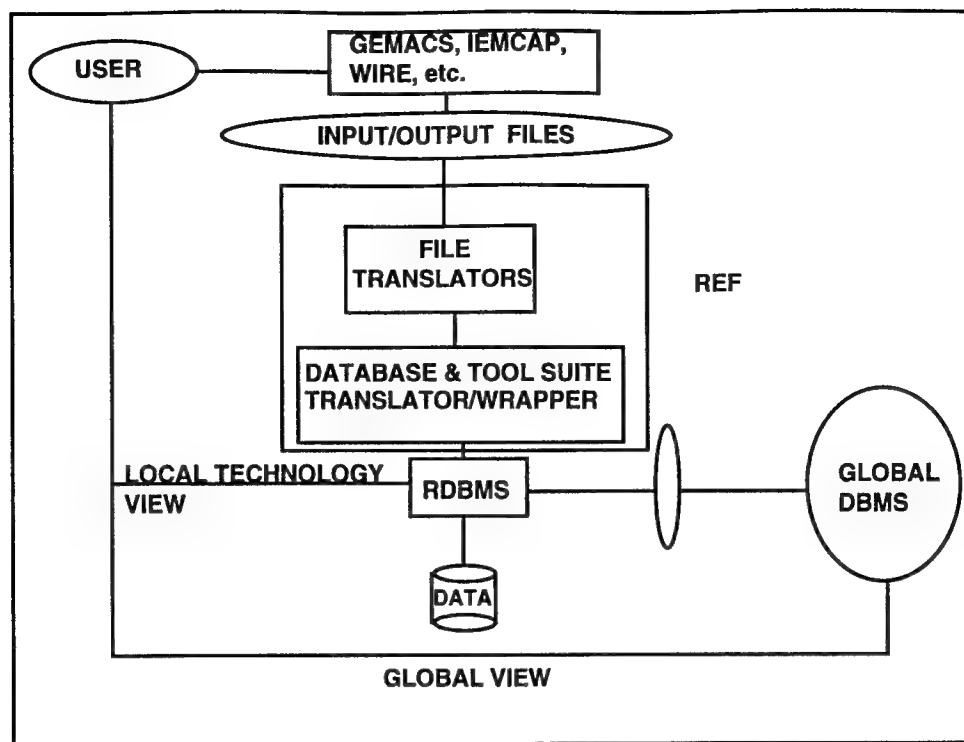 USER
GEMACS, IEMCAP,
WIRE, etc.
INPUT/OUTPUT FILES
FILE
TRANSLATORS
REF
DATABASE & TOOL SUITE
TRANSLATOR/WRAPPER
LOCAL TECHNOLOGY
VIEW
RDBMS
GLOBAL
DBMS
DATA
GLOBAL VIEW